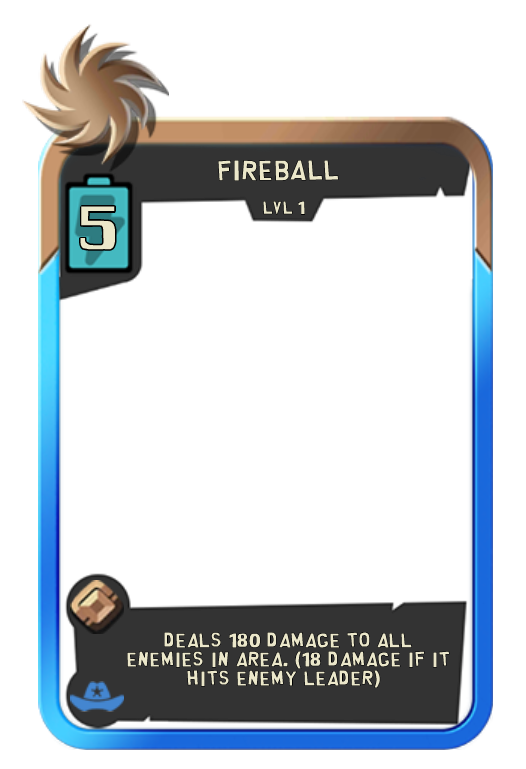 FIREBALL
LVL 1
5
DEALS 180 DAMAGE TO ALL
ENEMIES IN AREA. (18 DAMAGE IF IT
HITS ENEMY LEADER)